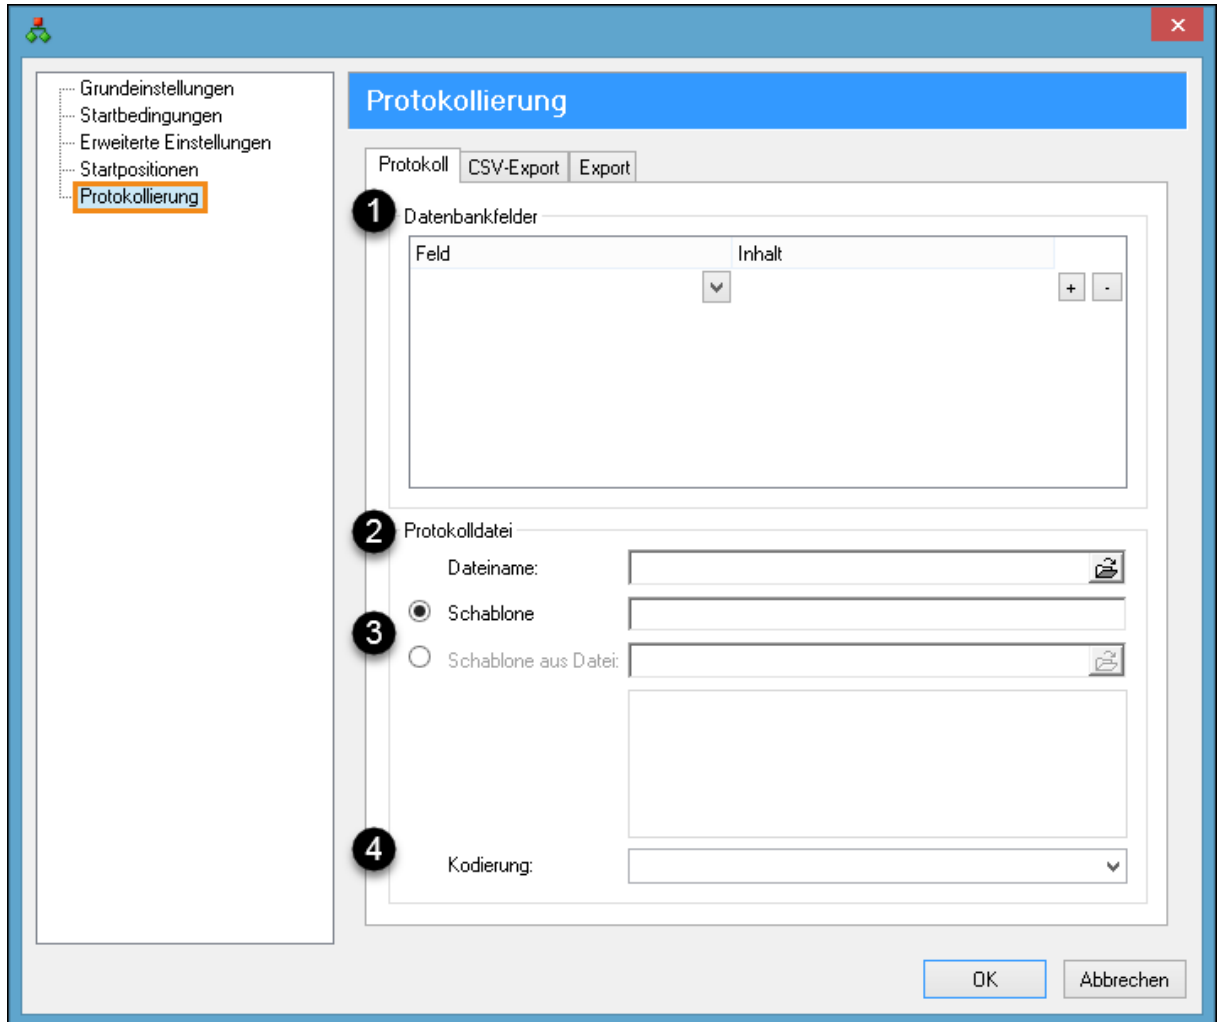 Grundeinstellungen
Startbedingungen
Erweiterte Einstellungen
Startpositionen
Protokollierung
Protokollierung
Protokoll CSV-Export Export
1 Datenbankfelder
Feld Inhalt
+ -
2 Protokolldatei
Dateiname:
Schablone
3
Schablone aus Datei:
4
Kodierung:
OK Abbrechen